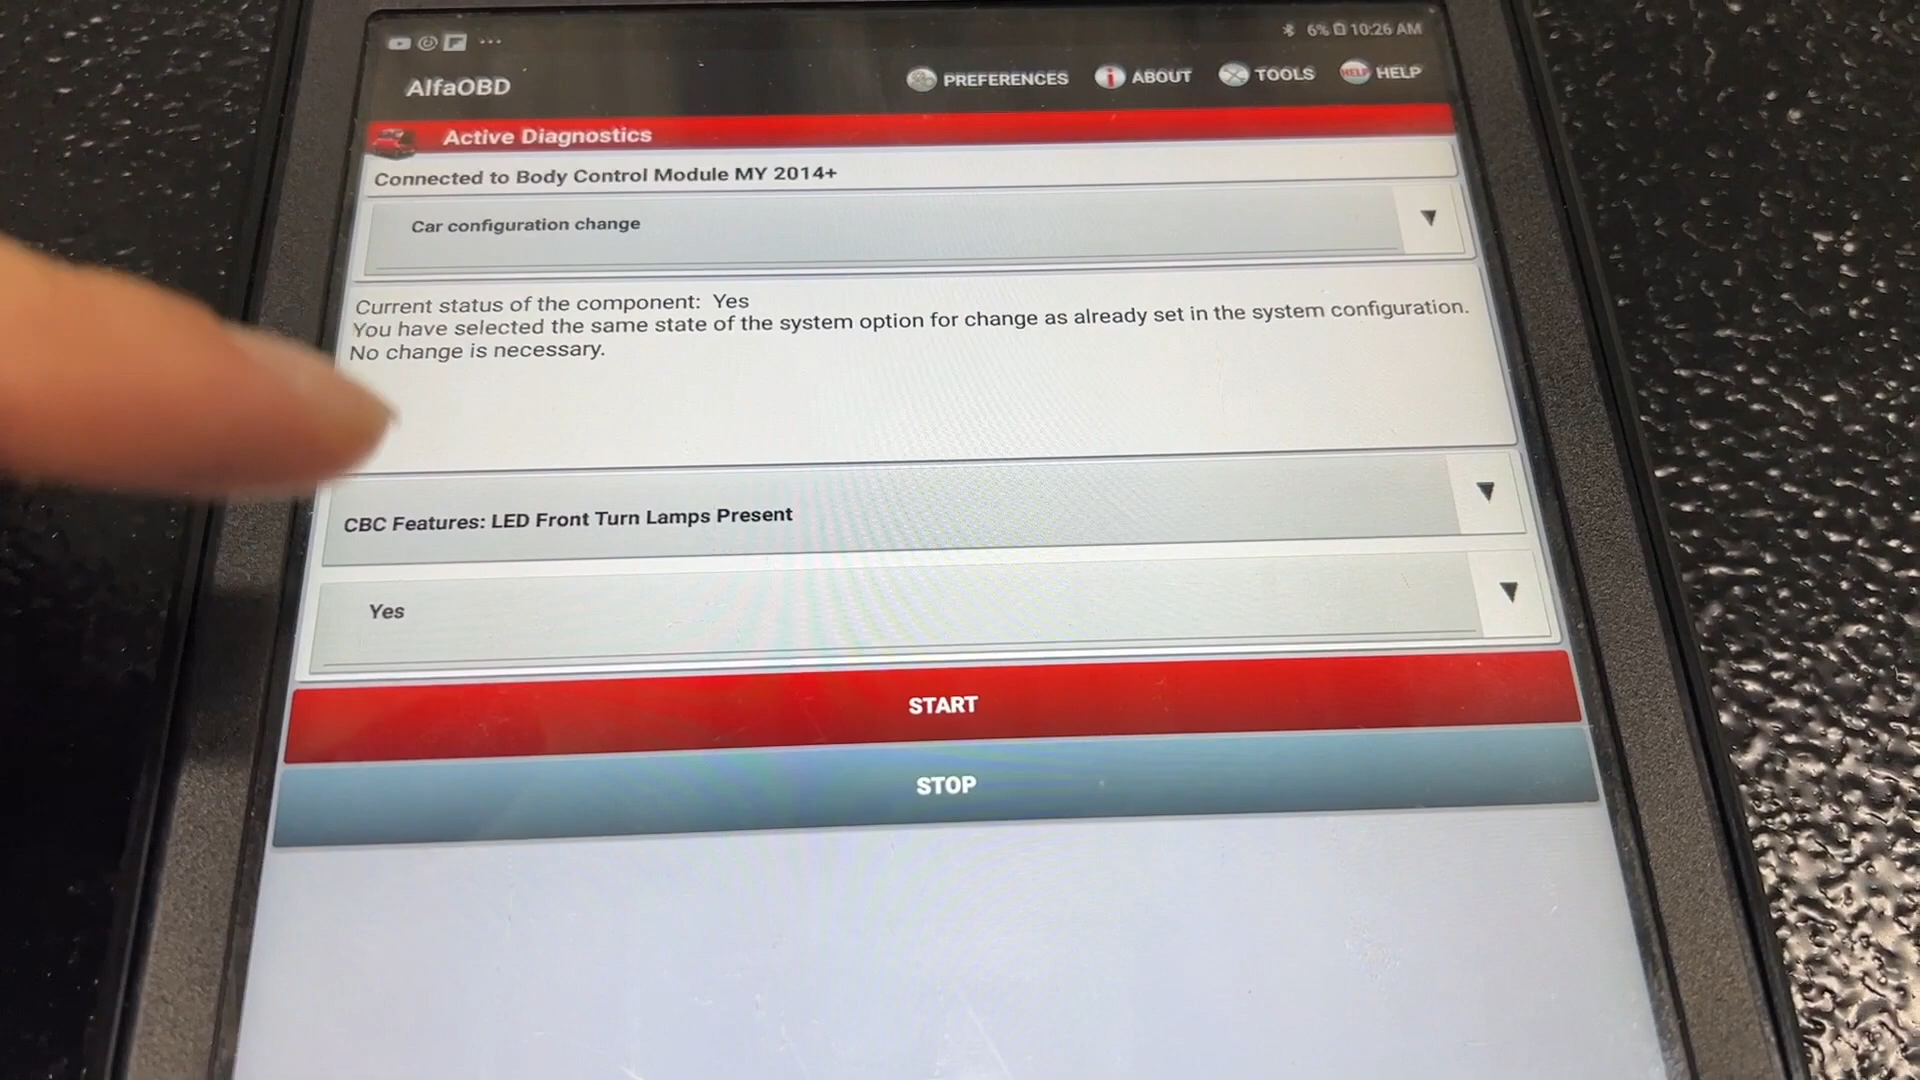 6% 10:26 AM
AlfaOBD
PREFERENCES
ABOUT
TOOLS
HELP HELP
Active Diagnostics
Connected to Body Control Module MY 2014+
Car configuration change
Current status of the component: Yes
You have selected the same state of the system option for change as already set in the system configuration.
No change is necessary.
CBC Features: LED Front Turn Lamps Present
Yes
START
STOP